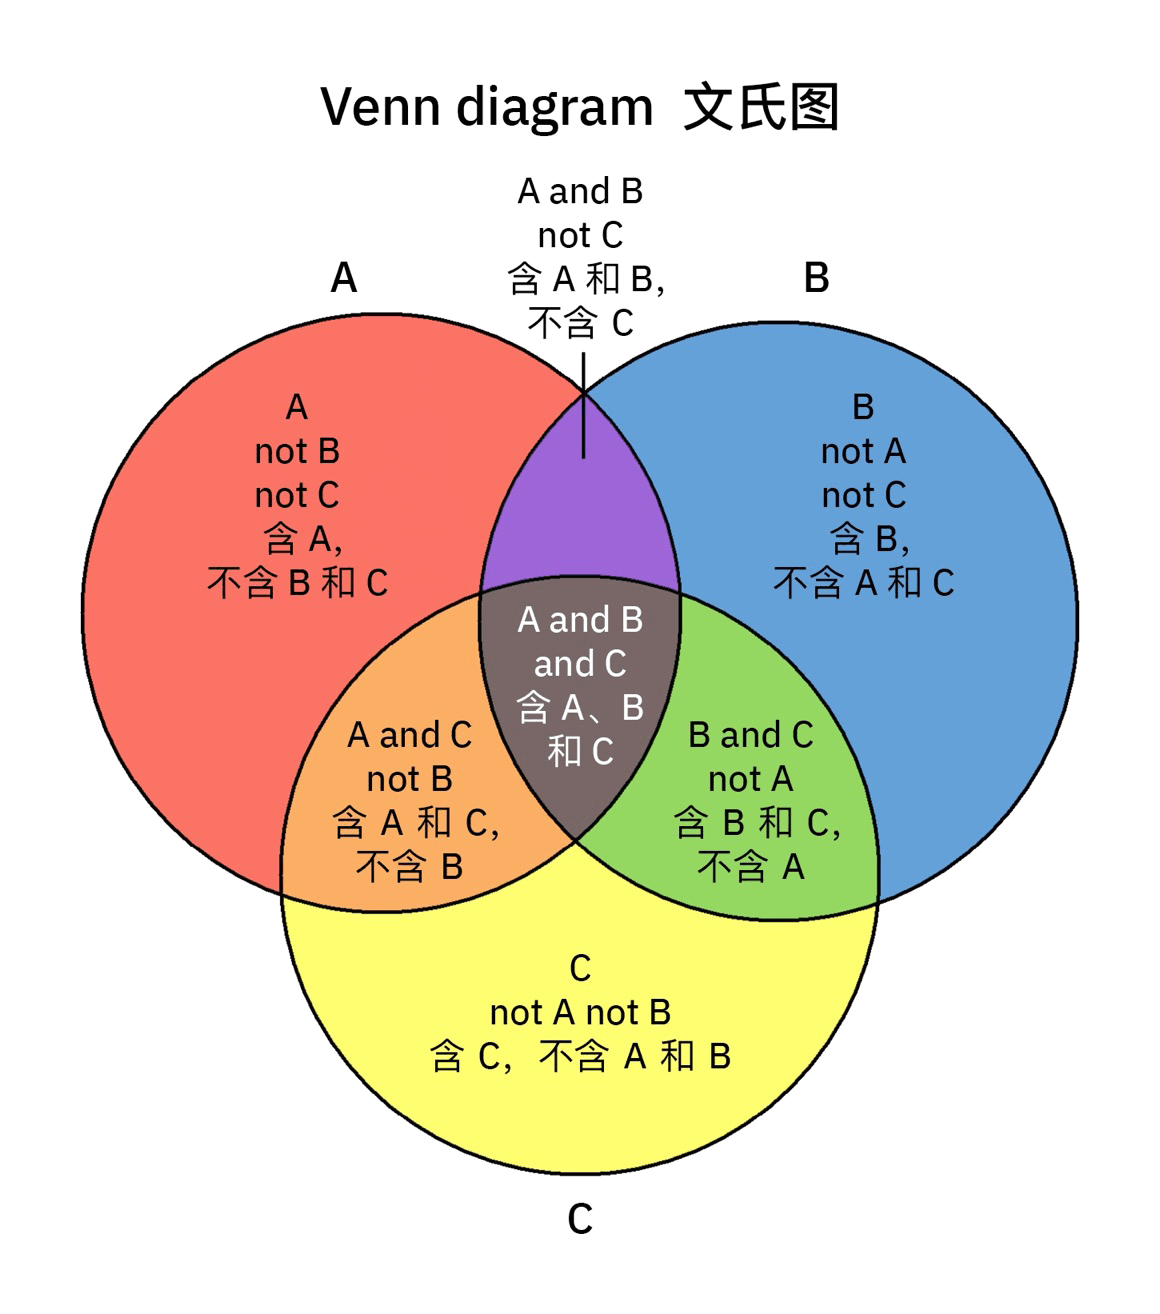 Venn diagram 文氏图
A and B
not C
含 A 和 B，
不含 C
A
B
A
not B
not C
含 A，
不含 B 和 C
B
not A
not C
含 B，
不含 A 和 C
A and B
and C
含 A、B
和 C
A and C
not B
含 A 和 C，
不含 B
B and C
not A
含 B 和 C，
不含 A
C
not A not B
含 C，不含 A 和 B
C